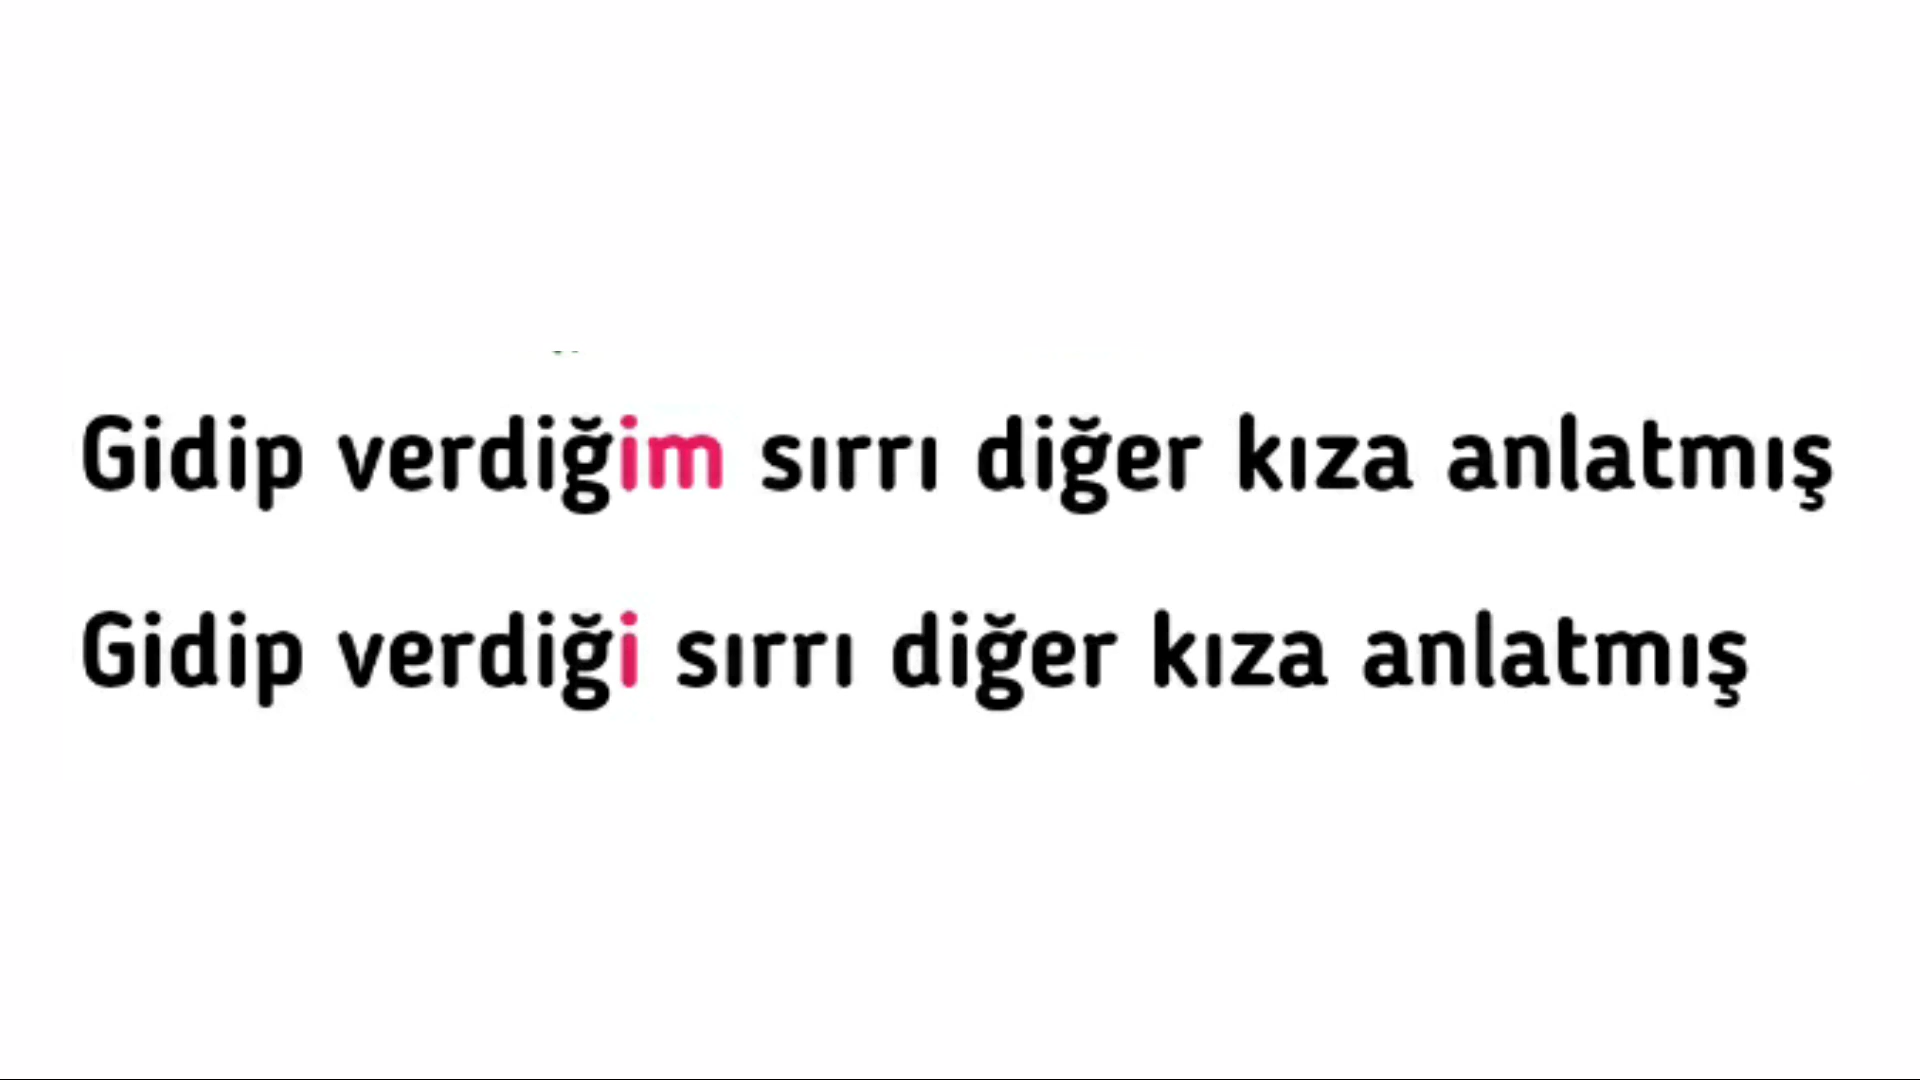 Gidip verdiğim sırrı diğer kıza anlatmış
Gidip verdiği sırrı diğer kıza anlatmış